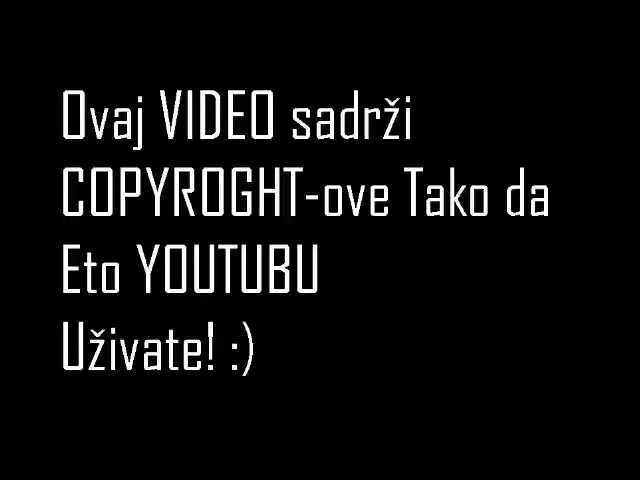 Ovaj VIDEO sadrži
COPYROGHT-ove Tako da
Eto YOUTUBU
Uživate! :)